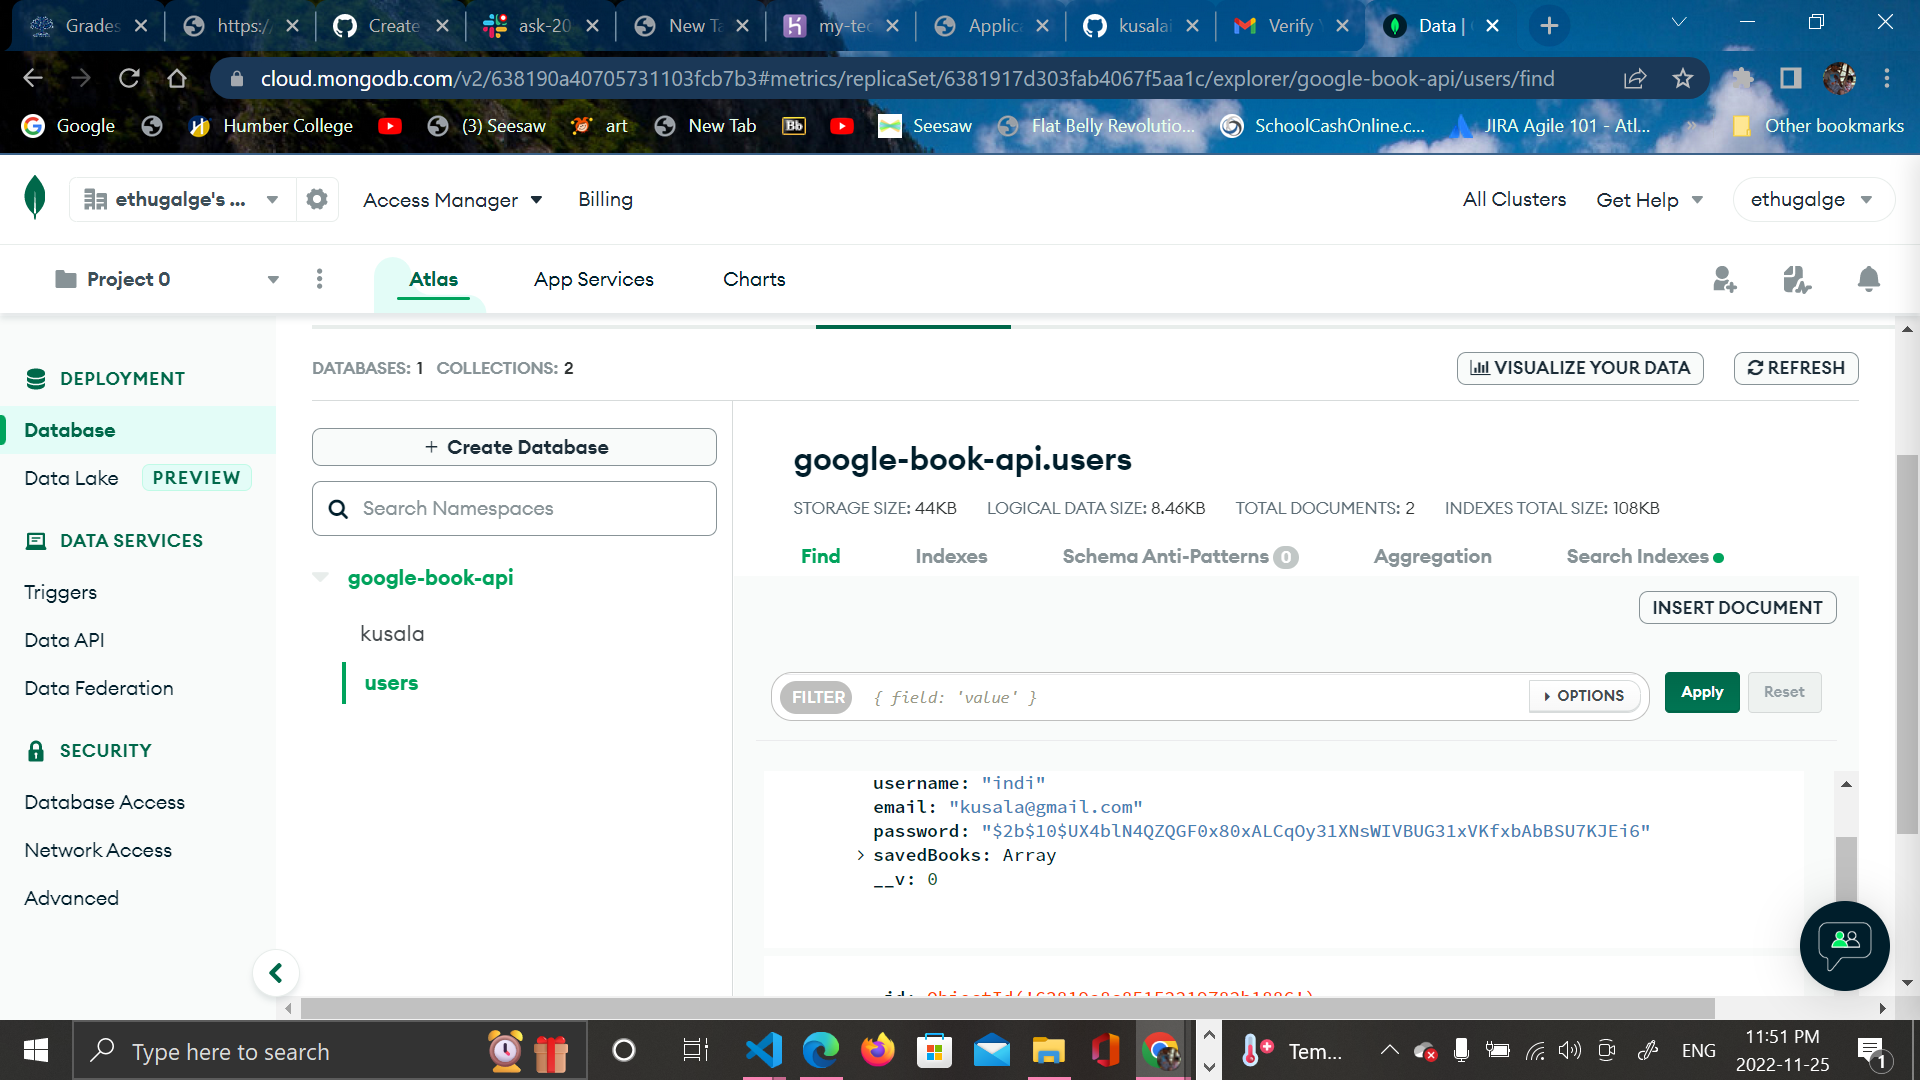 Grades
https:/
Create
ask-20
New Ta
my-tec
Applica
kusalai
Verify
Data |
cloud.mongodb.com/v2/638190a40705731103fcb7b3#metrics/replicaSet/6381917d303fab4067f5aa1c/explorer/google-book-api/users/find
Google
Humber College
(3) Seesaw
art
New Tab
Bb
Seesaw
Flat Belly Revolutio...
SchoolCashOnline.c...
JIRA Agile 101 - Atl...
»
Other bookmarks
ethugalge's ...
Access Manager
Billing
All Clusters
Get Help
ethugalge
Project 0
Atlas
App Services
Charts
DEPLOYMENT
Database
Data Lake PREVIEW
DATA SERVICES
Triggers
Data API
Data Federation
SECURITY
Database Access
Network Access
Advanced
DATABASES: 1 COLLECTIONS: 2
VISUALIZE YOUR DATA
REFRESH
+ Create Database
Search Namespaces
google-book-api
kusala
users
google-book-api.users
STORAGE SIZE: 44KB LOGICAL DATA SIZE: 8.46KB TOTAL DOCUMENTS: 2 INDEXES TOTAL SIZE: 108KB
Find
Indexes
Schema Anti-Patterns 0
Aggregation
Search Indexes
INSERT DOCUMENT
FILTER { field: 'value' }
OPTIONS
Apply
Reset
username: "indi"
email: "kusala@gmail.com"
password: "$2b$10$UX4blN4QZQGF0x80xALCqOy31XNsWIVBUG31xVKfxbAbBSU7KJEi6"
savedBooks: Array
__v: 0
Type here to search
Tem...
ENG
11:51 PM
2022-11-25
1